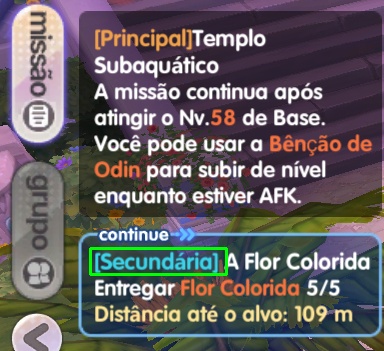 missão
grupo
[Principal]Templo
Subaquático
A missão continua após
atingir o Nv.58 de Base.
Você pode usar a Bênção de
Odin para subir de nível
enquanto estiver AFK.
continue
[Secundária] A Flor Colorida
Entregar Flor Colorida 5/5
Distância até o alvo: 109 m